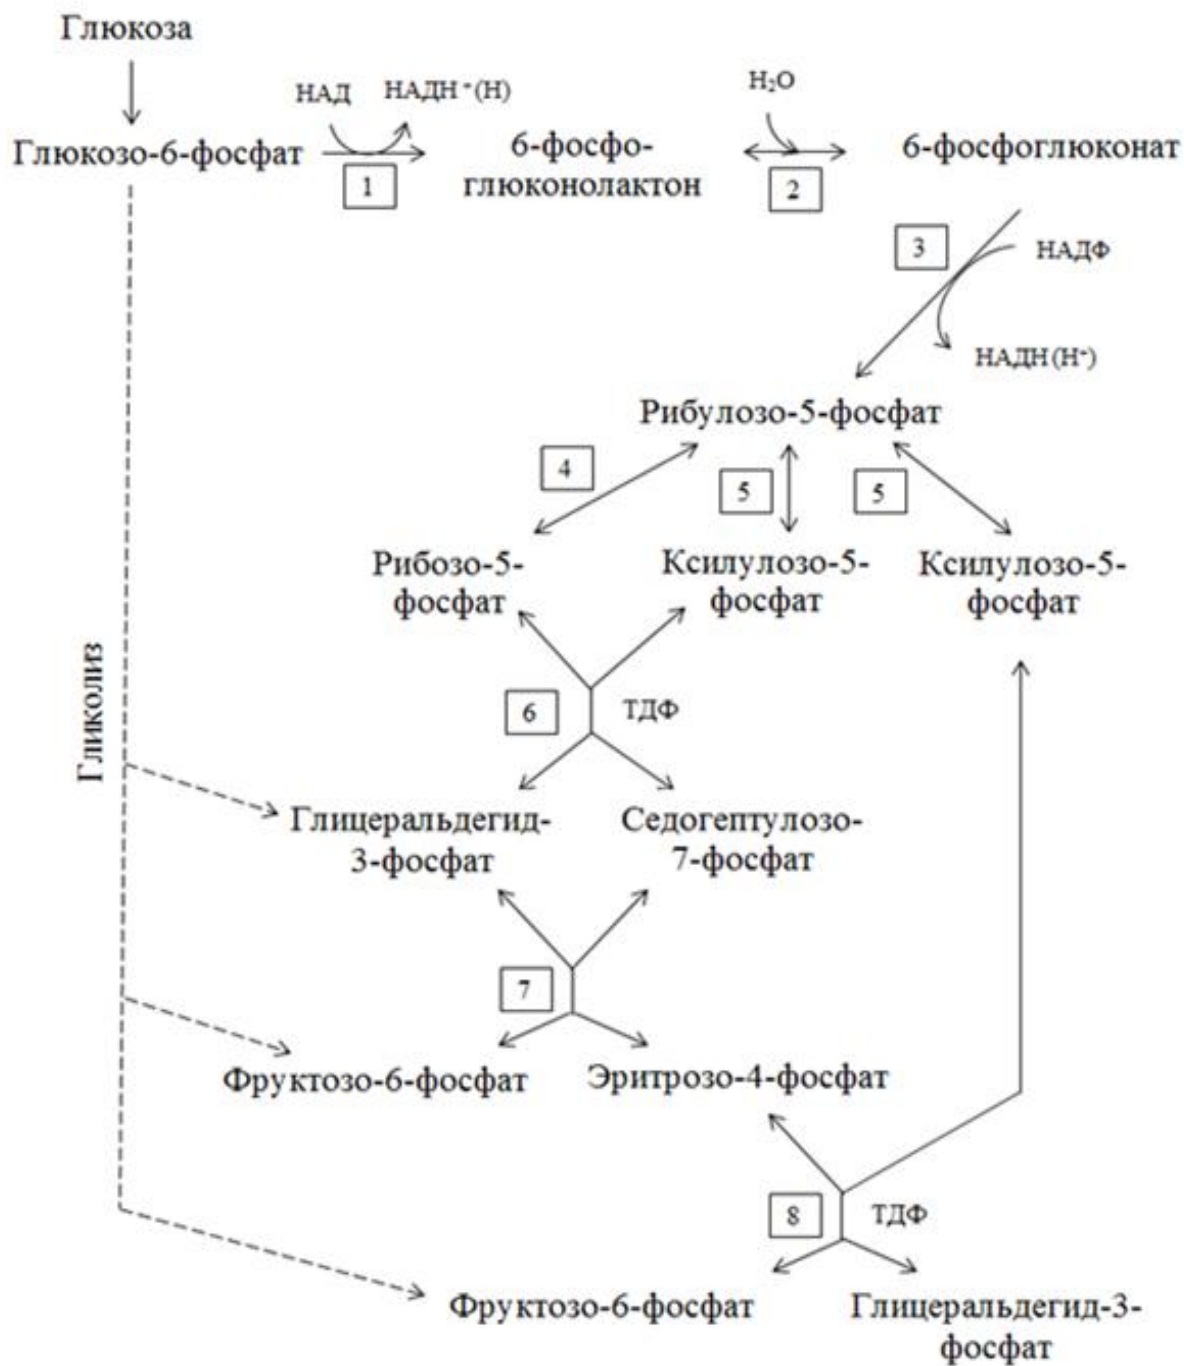 Глюкоза
НАД
НАДН⁺(Н)
H₂O
Глюкозо-6-фосфат
6-фосфо-
глюконолактон
6-фосфоглюконат
1
2
3
НАДФ
НАДН(Н⁺)
Рибулозо-5-фосфат
4
5
5
Рибозо-5-
фосфат
Ксилулозо-5-
фосфат
Ксилулозо-5-
фосфат
Гликолиз
6
ТДФ
Глицеральдегид-
3-фосфат
Седогептулозо-
7-фосфат
7
Фруктозо-6-фосфат
Эритрозо-4-фосфат
8
ТДФ
Фруктозо-6-фосфат
Глицеральдегид-3-
фосфат